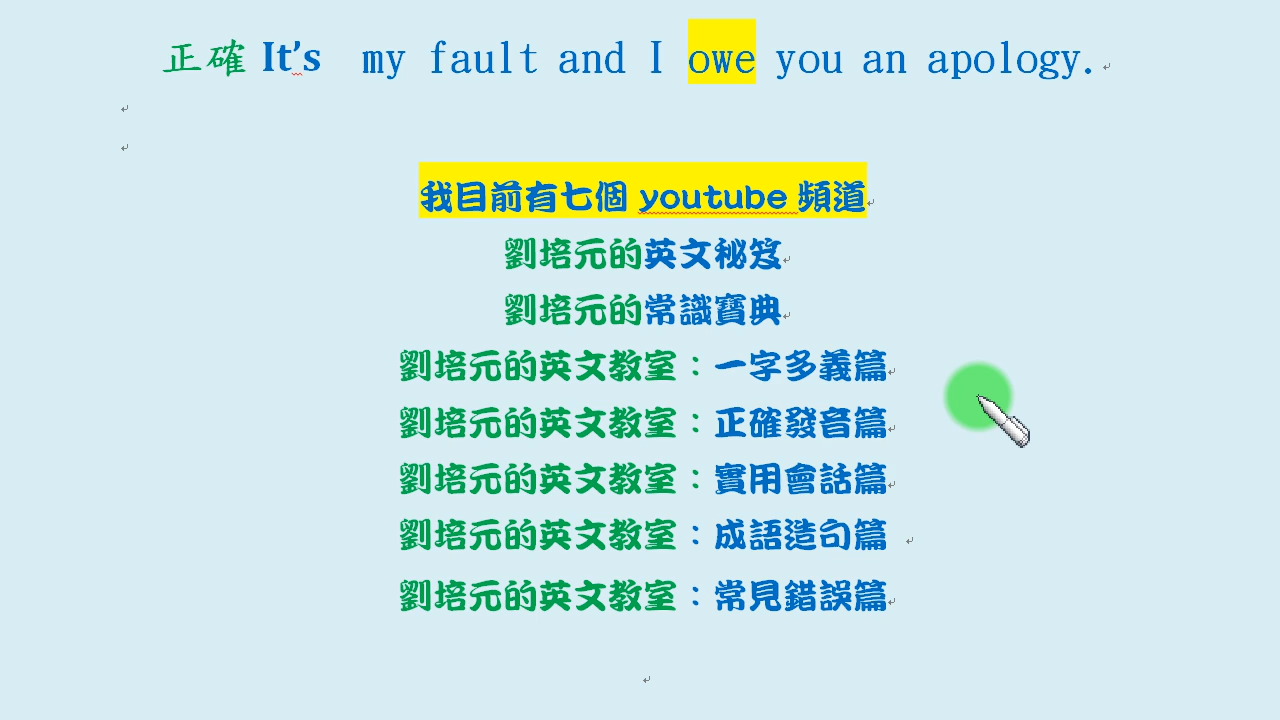 正確 It's my fault and I owe you an apology.
我目前有七個 youtube 頻道
劉培元的英文秘笈
劉培元的常識寶典
劉培元的英文教室：一字多義篇
劉培元的英文教室：正確發音篇
劉培元的英文教室：實用會話篇
劉培元的英文教室：成語造句篇
劉培元的英文教室：常見錯誤篇